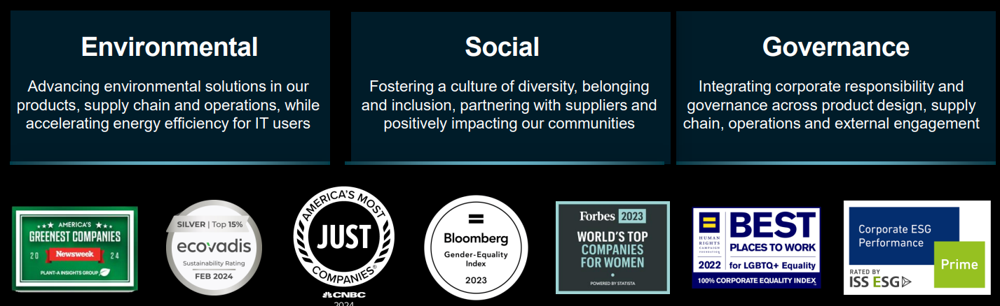 Environmental
Advancing environmental solutions in our
products, supply chain and operations, while
accelerating energy efficiency for IT users
Social
Fostering a culture of diversity, belonging
and inclusion, partnering with suppliers and
positively impacting our communities
Governance
Integrating corporate responsibility and
governance across product design, supply
chain, operations and external engagement
AMERICA'S
GREENEST COMPANIES
20 Newsweek 24
PLANT-A INSIGHTS GROUP
SILVER | Top 15%
ecovadis
Sustainability Rating
FEB 2024
AMERICA'S MOST
JUST
COMPANIES®
CNBC
2024
Bloomberg
Gender-Equality
Index
2023
Forbes 2023
WORLD'S TOP
COMPANIES
FOR WOMEN
POWERED BY STATISTA
HUMAN
RIGHTS
CAMPAIGN
FOUNDATION
BEST
PLACES TO WORK
2022 for LGBTQ+ Equality
100% CORPORATE EQUALITY INDEX
Corporate ESG
Performance
Prime
RATED BY
ISS ESG